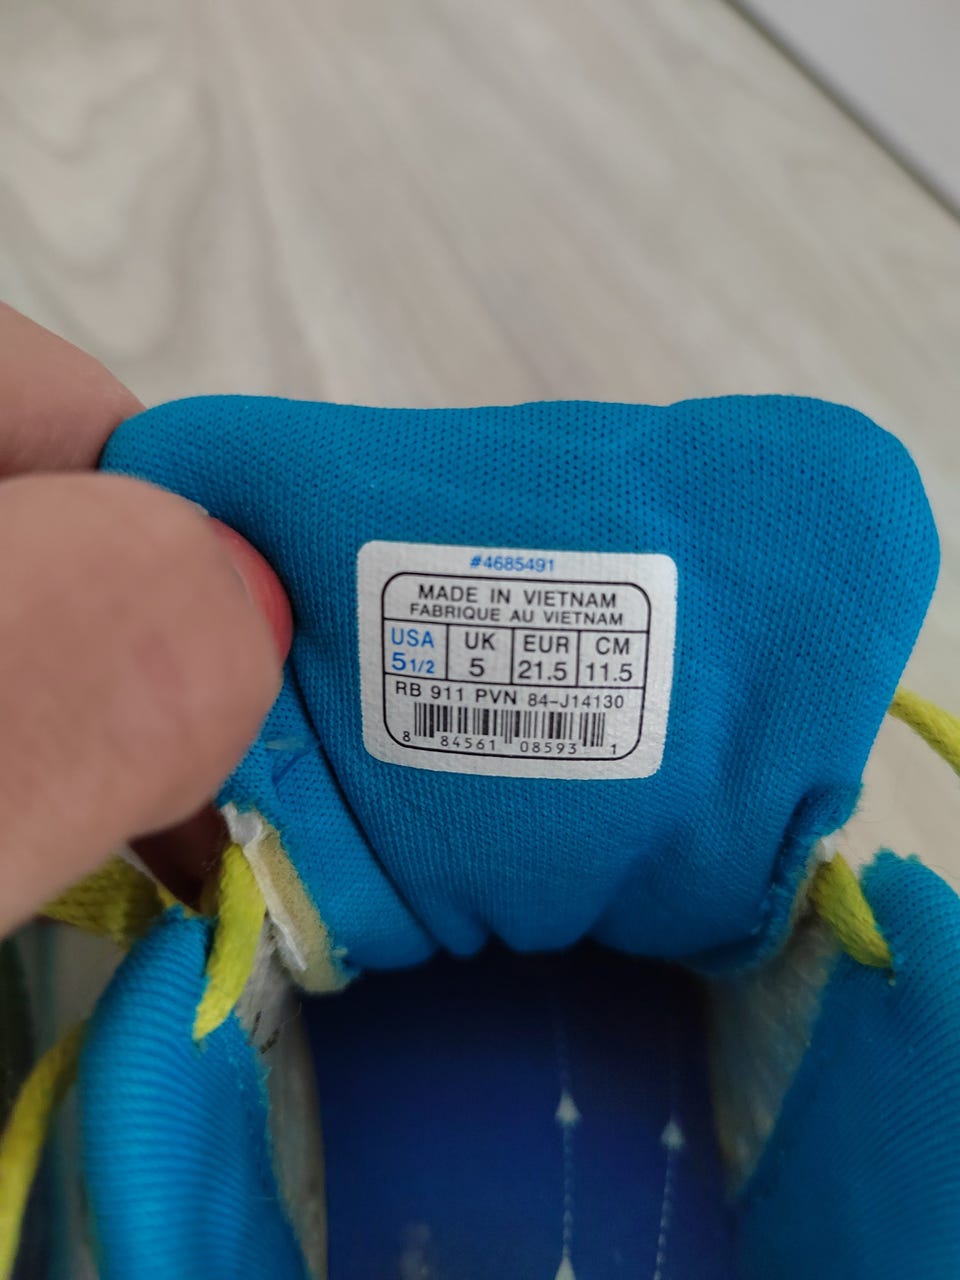 #4685491
MADE IN VIETNAM
FABRIQUE AU VIETNAM
USA UK EUR CM
5 1/2 5 21.5 11.5
RB 911 PVN 84-J14130
8 84561 08593 1